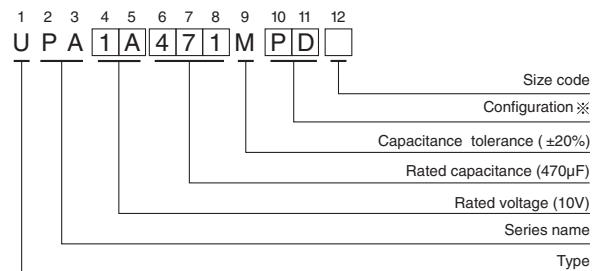 1 2 3 4 5 6 7 8 9 10 11 12
U P A 1 A 4 7 1 M P D
Size code
Configuration ※
Capacitance tolerance ( ±20%)
Rated capacitance (470µF)
Rated voltage (10V)
Series name
Type